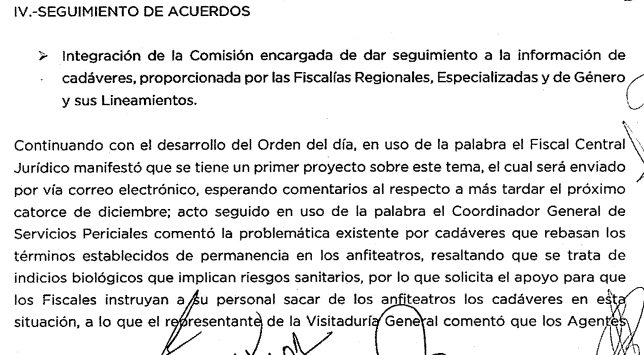 IV.-SEGUIMIENTO DE ACUERDOS
➢ Integración de la Comisión encargada de dar seguimiento a la información de
cadáveres, proporcionada por las Fiscalías Regionales, Especializadas y de Género
y sus Lineamientos.
Continuando con el desarrollo del Orden del día, en uso de la palabra el Fiscal Central
Jurídico manifestó que se tiene un primer proyecto sobre este tema, el cual será enviado
por vía correo electrónico, esperando comentarios al respecto a más tardar el próximo
catorce de diciembre; acto seguido en uso de la palabra el Coordinador General de
Servicios Periciales comentó la problemática existente por cadáveres que rebasan los
términos establecidos de permanencia en los anfiteatros, resaltando que se trata de
indicios biológicos que implican riesgos sanitarios, por lo que solicita el apoyo para que
los Fiscales instruyan a su personal sacar de los anfiteatros los cadáveres en esta
situación, a lo que el representante de la Visitaduría General comentó que los Agentes